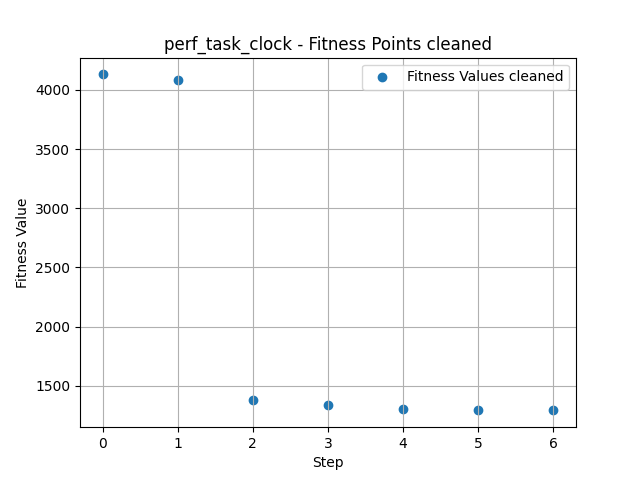 perf_task_clock - Fitness Points cleaned
Fitness Values cleaned
Fitness Value
4000
3500
3000
2500
2000
1500
0 1 2 3 4 5 6
Step